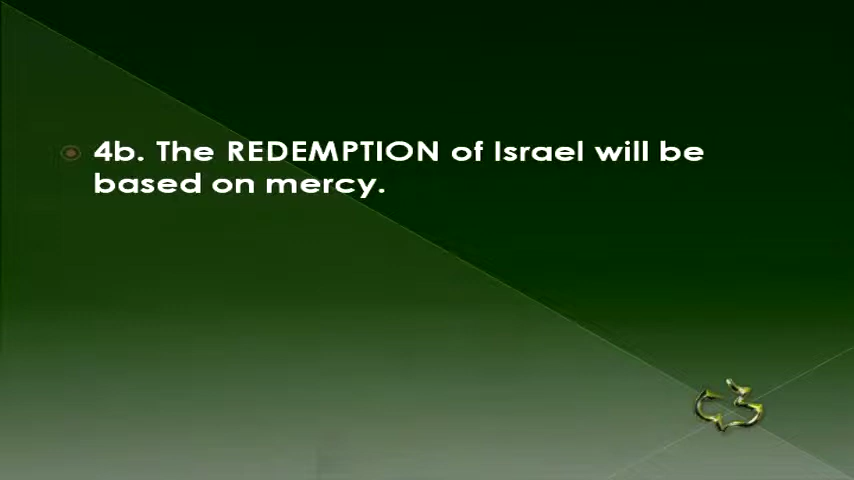 4b. The REDEMPTION of Israel will be
based on mercy.